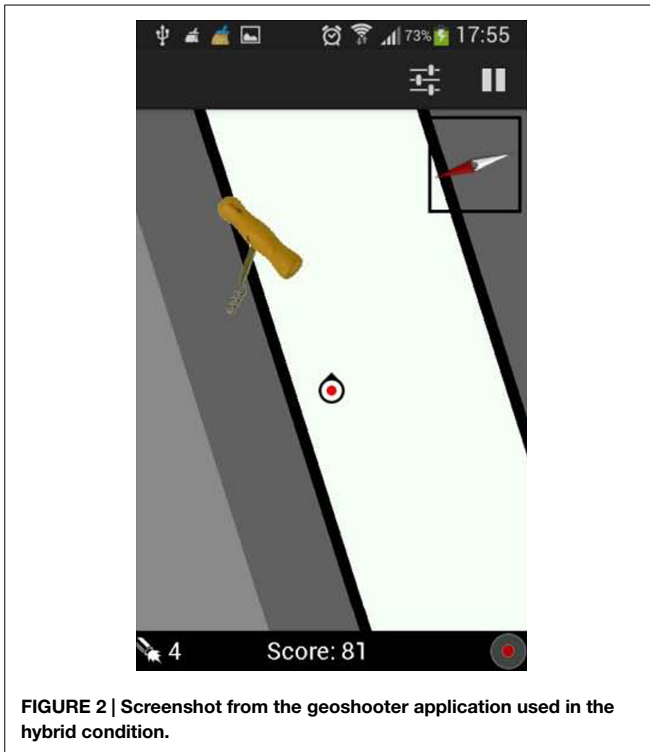 73% 17:55
4 Score: 81
FIGURE 2 | Screenshot from the geoshooter application used in the
hybrid condition.